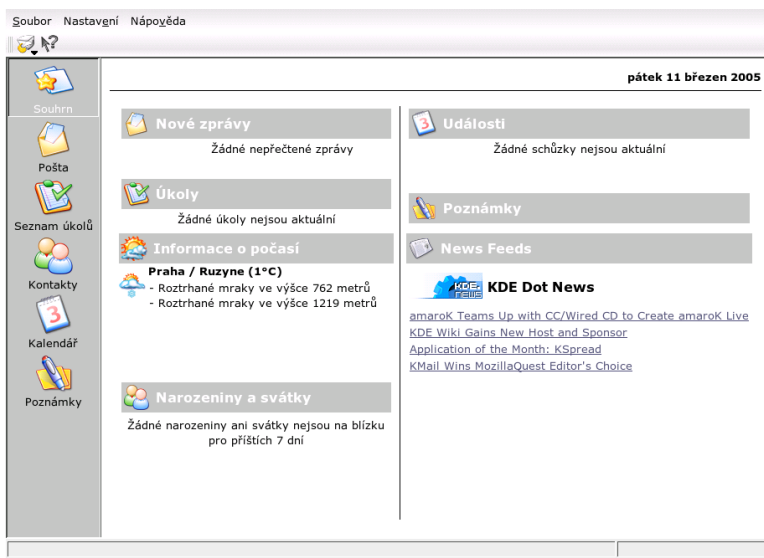 Soubor Nastavení Nápověda
pátek 11 březen 2005
Souhrn
Pošta
Seznam úkolů
Kontakty
3
Kalendář
Poznámky
Nové zprávy
Žádné nepřečtené zprávy
Úkoly
Žádné úkoly nejsou aktuální
Informace o počasí
Praha / Ruzyne (1°C)
- Roztrhané mraky ve výšce 762 metrů
- Roztrhané mraky ve výšce 1219 metrů
Narozeniny a svátky
Žádné narozeniny ani svátky nejsou na blízku
pro příštích 7 dní
3 Události
Žádné schůzky nejsou aktuální
Poznámky
News Feeds
KDE NEWS KDE Dot News
amaroK Teams Up with CC/Wired CD to Create amaroK Live
KDE Wiki Gains New Host and Sponsor
Application of the Month: KSpread
KMail Wins MozillaQuest Editor's Choice